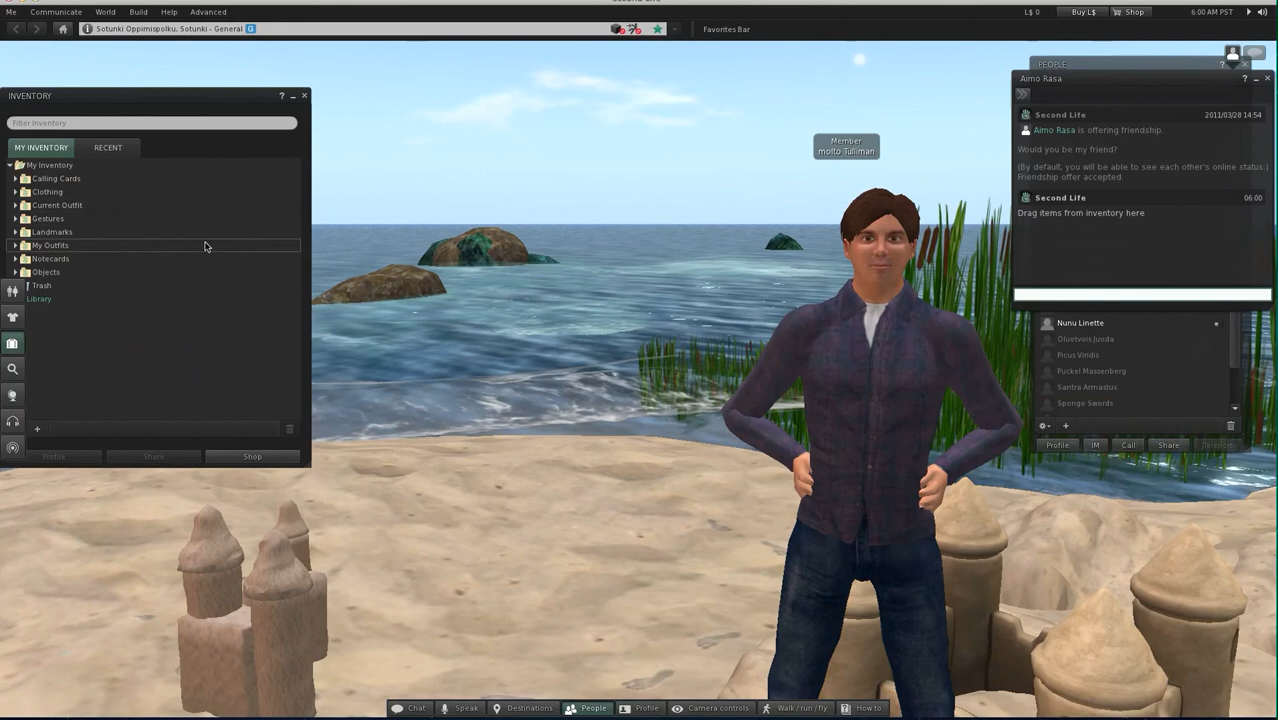 Second Life
Me Communicate World Build Help Advanced
L$ 0 Buy L$ Shop 6:00 AM PST
Sotunki Oppimispolku, Sotunki - General G
Favorites Bar
INVENTORY ?
Filter Inventory
MY INVENTORY RECENT
My Inventory
Calling Cards
Clothing
Current Outfit
Gestures
Landmarks
My Outfits
Notecards
Objects
Trash
Library
Profile Share Shop
Member
molto Tulliman
PEOPLE ?
Aimo Rasa ?
Second Life 2011/03/28 14:54
Aimo Rasa is offering friendship.
Would you be my friend?
(By default, you will be able to see each other's online status.)
Friendship offer accepted.
Second Life 06:00
Drag items from inventory here
Nunu Linette
Oluetvois Juoda
Picus Viridis
Puckel Massenberg
Santra Armastus
Sponge Swords
Profile IM Call Share Teleport
Chat Speak Destinations People Profile Camera controls Walk / run / fly How to